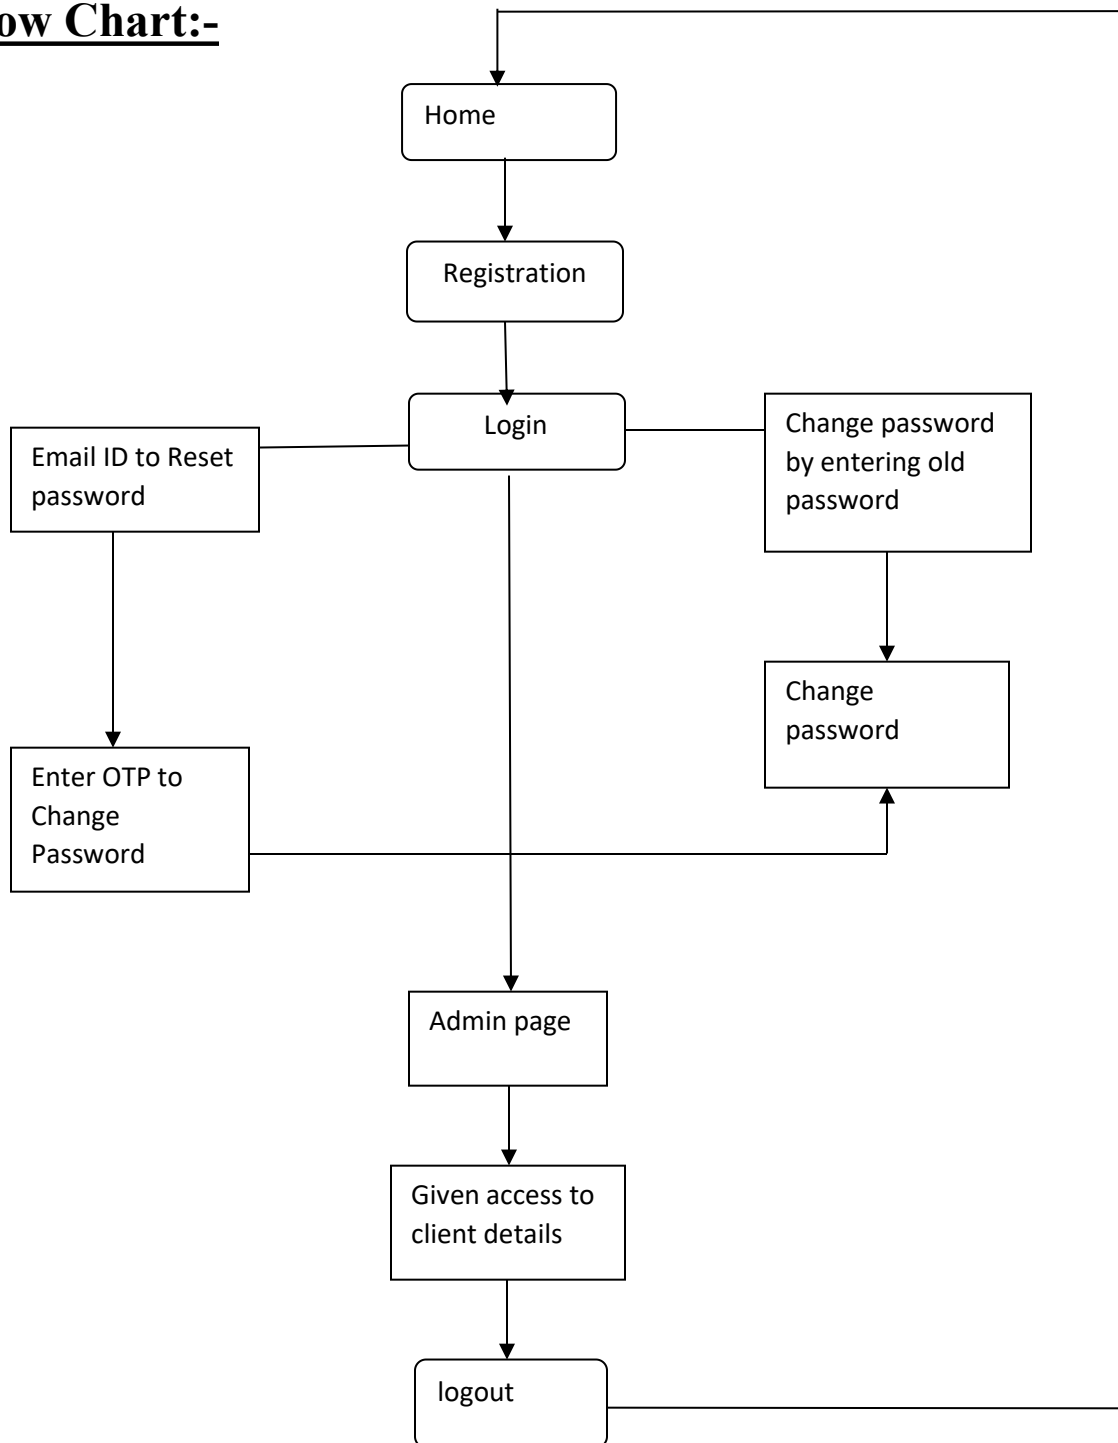 ow Chart:-
Home
Registration
Login
Change password
by entering old
password
Email ID to Reset
password
Change
password
Enter OTP to
Change
Password
Admin page
Given access to
client details
logout